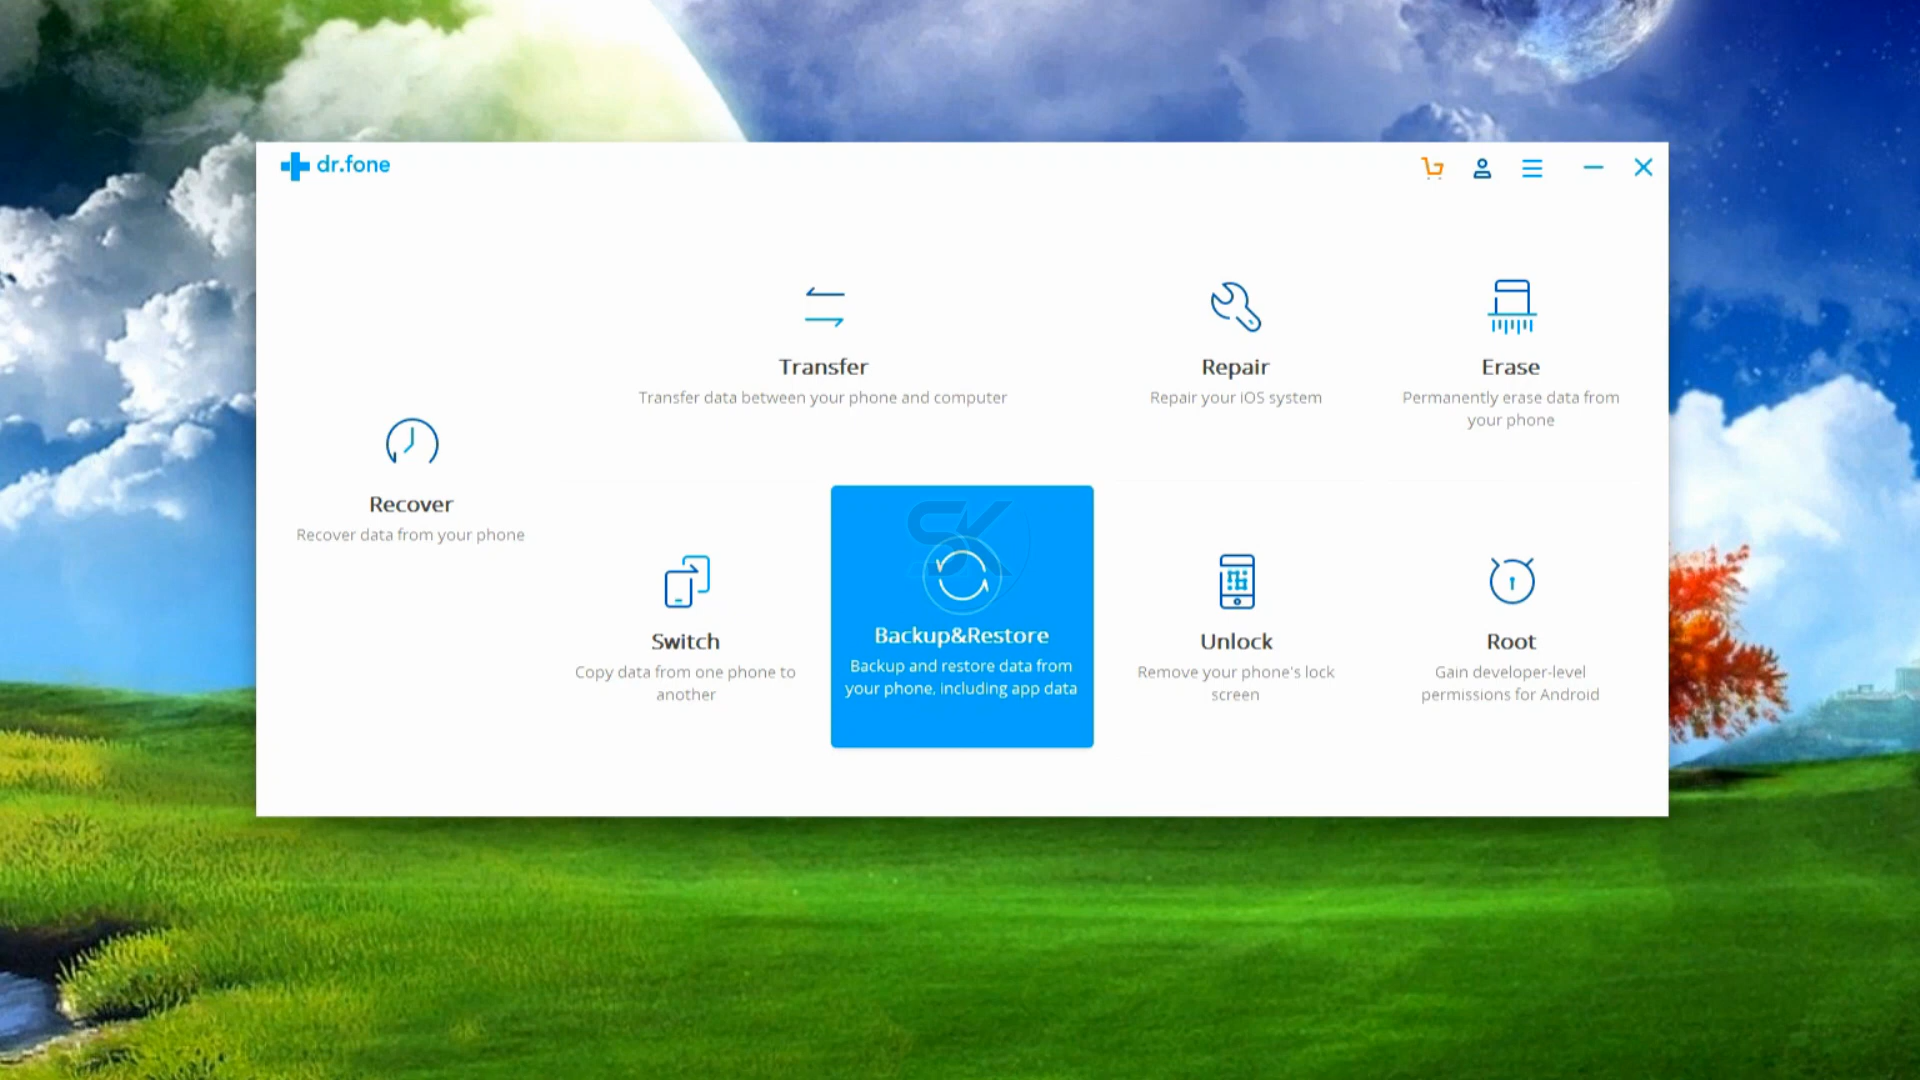 dr.fone
Transfer
Transfer data between your phone and computer
Repair
Repair your iOS system
Erase
Permanently erase data from
your phone
Recover
Recover data from your phone
Switch
Copy data from one phone to
another
SK
Backup&Restore
Backup and restore data from
your phone, including app data
Unlock
Remove your phone's lock
screen
Root
Gain developer-level
permissions for Android